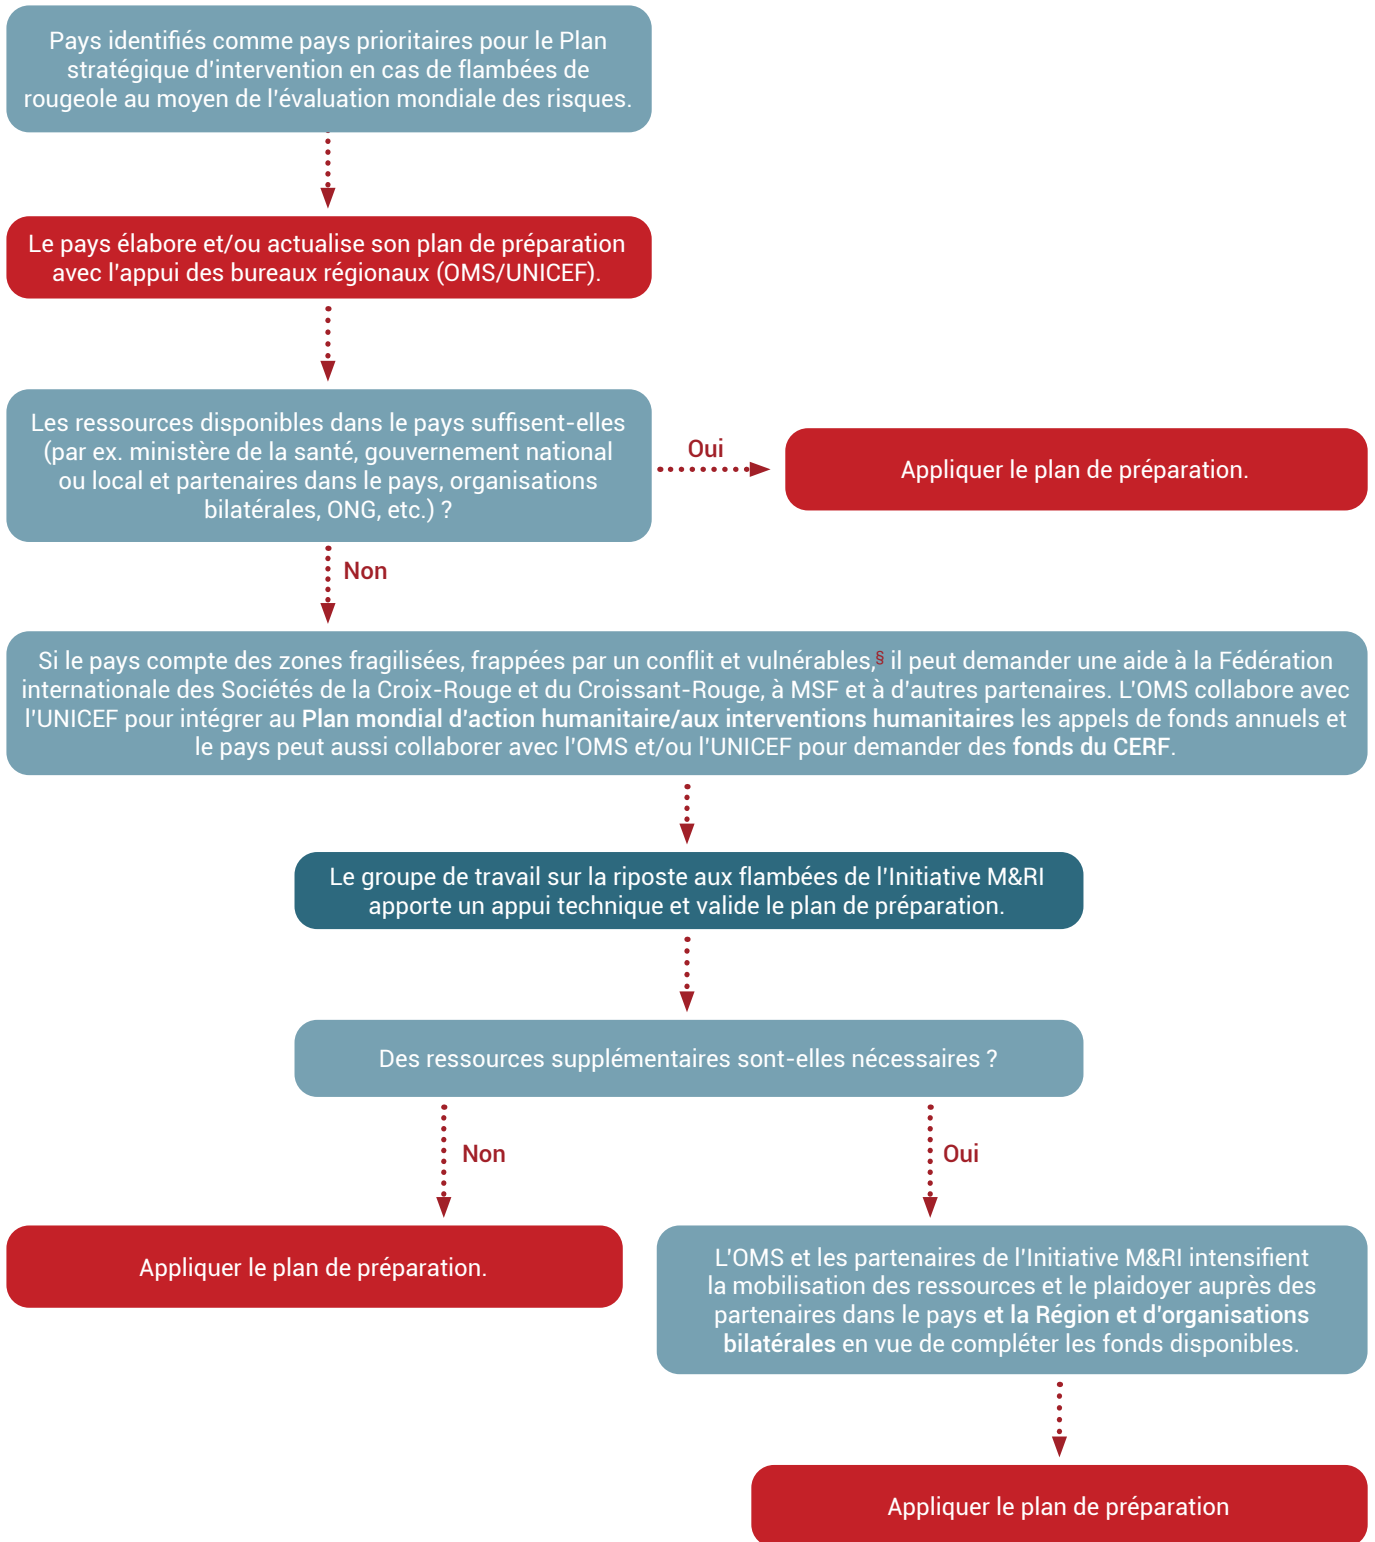 Pays identifiés comme pays prioritaires pour le Plan
stratégique d'intervention en cas de flambées de
rougeole au moyen de l'évaluation mondiale des risques.
Le pays élabore et/ou actualise son plan de préparation
avec l'appui des bureaux régionaux (OMS/UNICEF).
Les ressources disponibles dans le pays suffisent-elles
(par ex. ministère de la santé, gouvernement national
ou local et partenaires dans le pays, organisations
bilatérales, ONG, etc.) ?
Oui
Appliquer le plan de préparation.
Non
Si le pays compte des zones fragilisées, frappées par un conflit et vulnérables,§ il peut demander une aide à la Fédération
internationale des Sociétés de la Croix-Rouge et du Croissant-Rouge, à MSF et à d'autres partenaires. L'OMS collabore avec
l'UNICEF pour intégrer au Plan mondial d'action humanitaire/aux interventions humanitaires les appels de fonds annuels et
le pays peut aussi collaborer avec l'OMS et/ou l'UNICEF pour demander des fonds du CERF.
Le groupe de travail sur la riposte aux flambées de l'Initiative M&RI
apporte un appui technique et valide le plan de préparation.
Des ressources supplémentaires sont-elles nécessaires ?
Non
Oui
Appliquer le plan de préparation.
L'OMS et les partenaires de l'Initiative M&RI intensifient
la mobilisation des ressources et le plaidoyer auprès des
partenaires dans le pays et la Région et d'organisations
bilatérales en vue de compléter les fonds disponibles.
Appliquer le plan de préparation